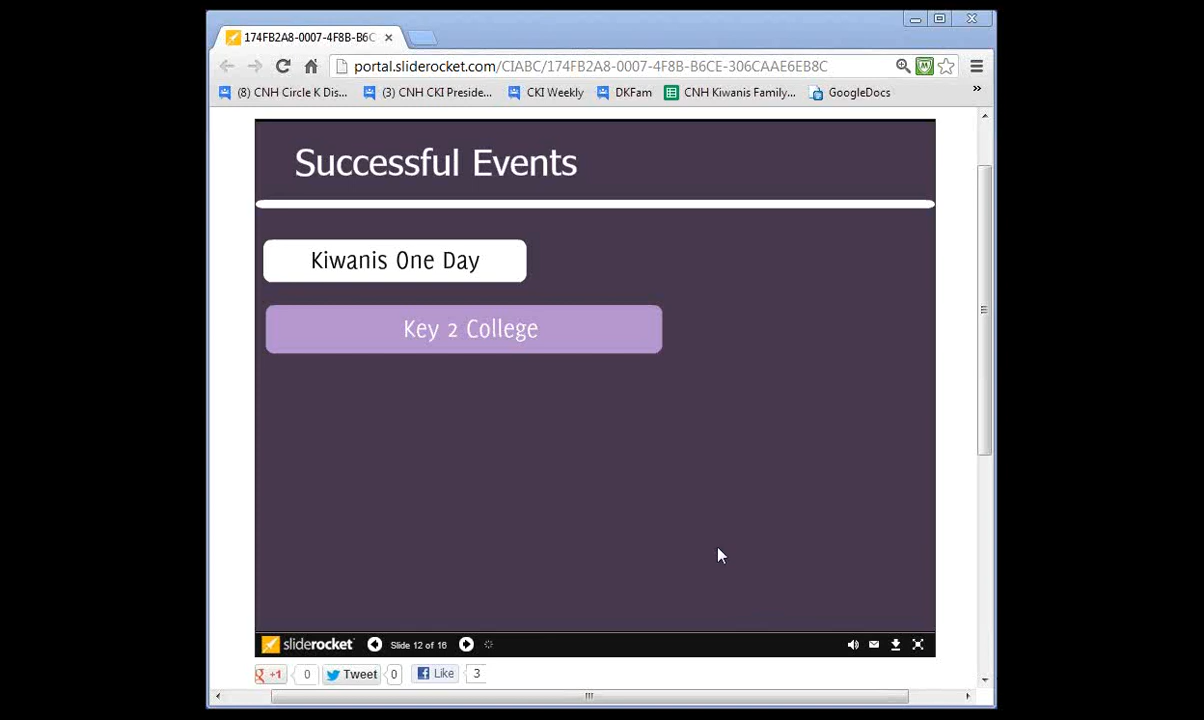 174FB2A8-0007-4F8B-B6C
portal.sliderocket.com/CIABC/174FB2A8-0007-4F8B-B6CE-306CAAE6EB8C
(8) CNH Circle K Dis... (3) CNH CKI Preside... CKI Weekly DKFam CNH Kiwanis Family... GoogleDocs »
Successful Events
Kiwanis One Day
Key 2 College
sliderocket Slide 12 of 16
g +1 0 Tweet 0 Like 3